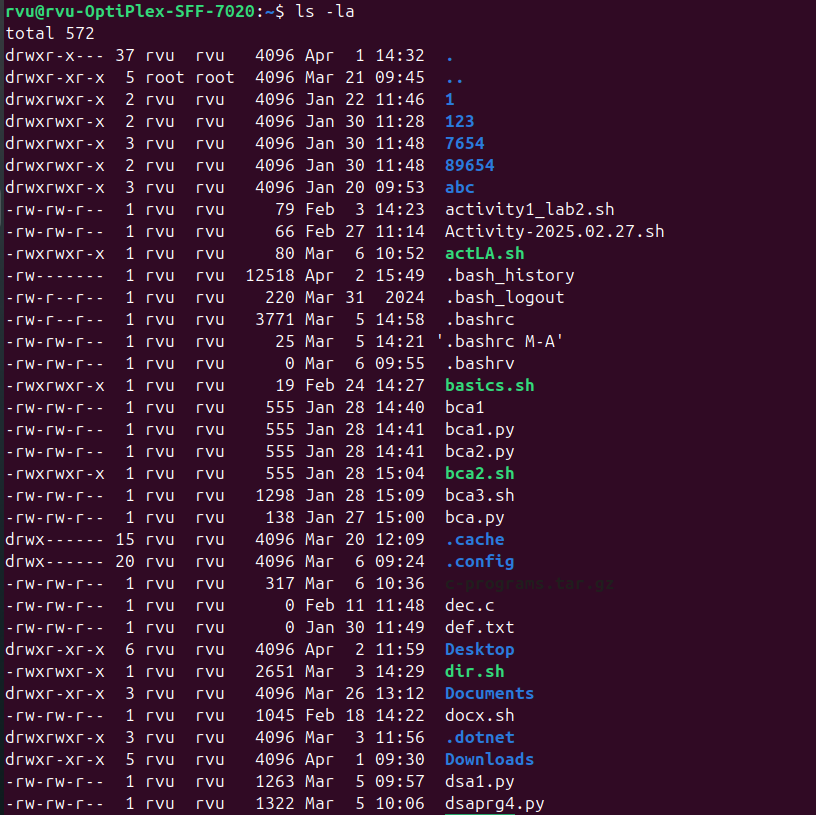 rvu@rvu-OptiPlex-SFF-7020:~$ ls -la
total 572
drwxr-x--- 37 rvu  rvu   4096 Apr  1 14:32  .
drwxr-xr-x  5 root root  4096 Mar 21 09:45  ..
drwxrwxr-x  2 rvu  rvu   4096 Jan 22 11:46  1
drwxrwxr-x  2 rvu  rvu   4096 Jan 30 11:28  123
drwxrwxr-x  3 rvu  rvu   4096 Jan 30 11:48  7654
drwxrwxr-x  2 rvu  rvu   4096 Jan 30 11:48  89654
drwxrwxr-x  3 rvu  rvu   4096 Jan 20 09:53  abc
-rw-rw-r--  1 rvu  rvu     79 Feb  3 14:23  activity1_lab2.sh
-rw-rw-r--  1 rvu  rvu     66 Feb 27 11:14  Activity-2025.02.27.sh
-rwxrwxr-x  1 rvu  rvu     80 Mar  6 10:52  actLA.sh
-rw-------  1 rvu  rvu  12518 Apr  2 15:49  .bash_history
-rw-r--r--  1 rvu  rvu    220 Mar 31  2024  .bash_logout
-rw-r--r--  1 rvu  rvu   3771 Mar  5 14:58  .bashrc
-rw-rw-r--  1 rvu  rvu     25 Mar  5 14:21 '.bashrc M-A'
-rw-rw-r--  1 rvu  rvu      0 Mar  6 09:55  .bashrv
-rwxrwxr-x  1 rvu  rvu     19 Feb 24 14:27  basics.sh
-rw-rw-r--  1 rvu  rvu    555 Jan 28 14:40  bca1
-rw-rw-r--  1 rvu  rvu    555 Jan 28 14:41  bca1.py
-rw-rw-r--  1 rvu  rvu    555 Jan 28 14:41  bca2.py
-rwxrwxr-x  1 rvu  rvu    555 Jan 28 15:04  bca2.sh
-rw-rw-r--  1 rvu  rvu   1298 Jan 28 15:09  bca3.sh
-rw-rw-r--  1 rvu  rvu    138 Jan 27 15:00  bca.py
drwx------ 15 rvu  rvu   4096 Mar 20 12:09  .cache
drwx------ 20 rvu  rvu   4096 Mar  6 09:24  .config
-rw-rw-r--  1 rvu  rvu    317 Mar  6 10:36  c-programs.tar.gz
-rw-rw-r--  1 rvu  rvu      0 Feb 11 11:48  dec.c
-rw-rw-r--  1 rvu  rvu      0 Jan 30 11:49  def.txt
drwxr-xr-x  6 rvu  rvu   4096 Apr  2 11:59  Desktop
-rwxrwxr-x  1 rvu  rvu   2651 Mar  3 14:29  dir.sh
drwxr-xr-x  3 rvu  rvu   4096 Mar 26 13:12  Documents
-rw-rw-r--  1 rvu  rvu   1045 Feb 18 14:22  docx.sh
drwxrwxr-x  3 rvu  rvu   4096 Mar  3 11:56  .dotnet
drwxr-xr-x  5 rvu  rvu   4096 Apr  1 09:30  Downloads
-rw-rw-r--  1 rvu  rvu   1263 Mar  5 09:57  dsa1.py
-rw-rw-r--  1 rvu  rvu   1322 Mar  5 10:06  dsaprg4.py